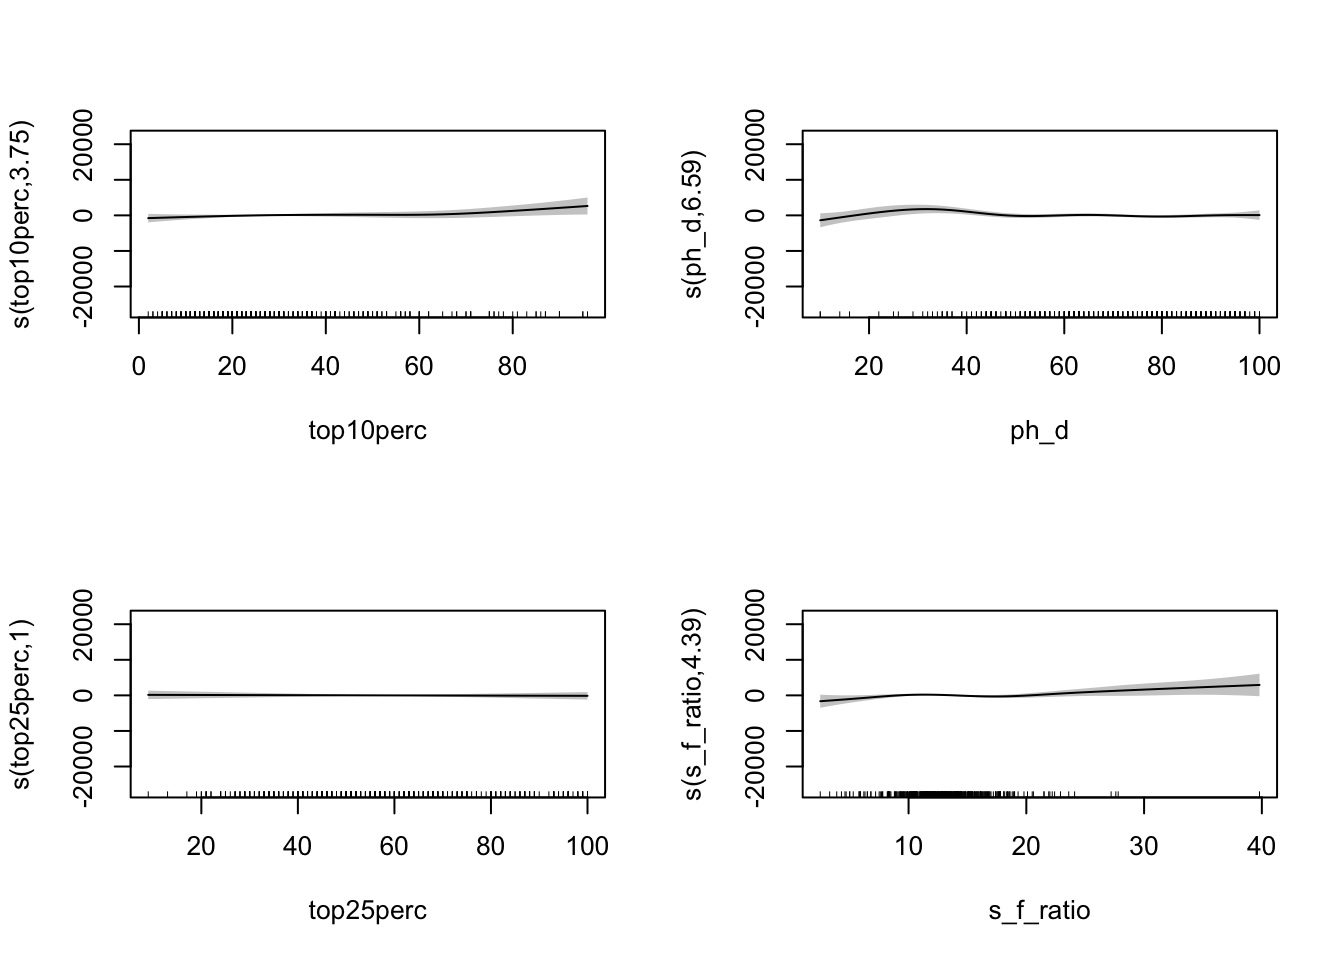 s(top10perc,3.75)
20000
0
-20000
0 20 40 60 80
top10perc
s(ph_d,6.59)
20000
0
-20000
20 40 60 80 100
ph_d
s(top25perc,1)
20000
0
-20000
20 40 60 80 100
top25perc
s(s_f_ratio,4.39)
20000
0
-20000
10 20 30 40
s_f_ratio